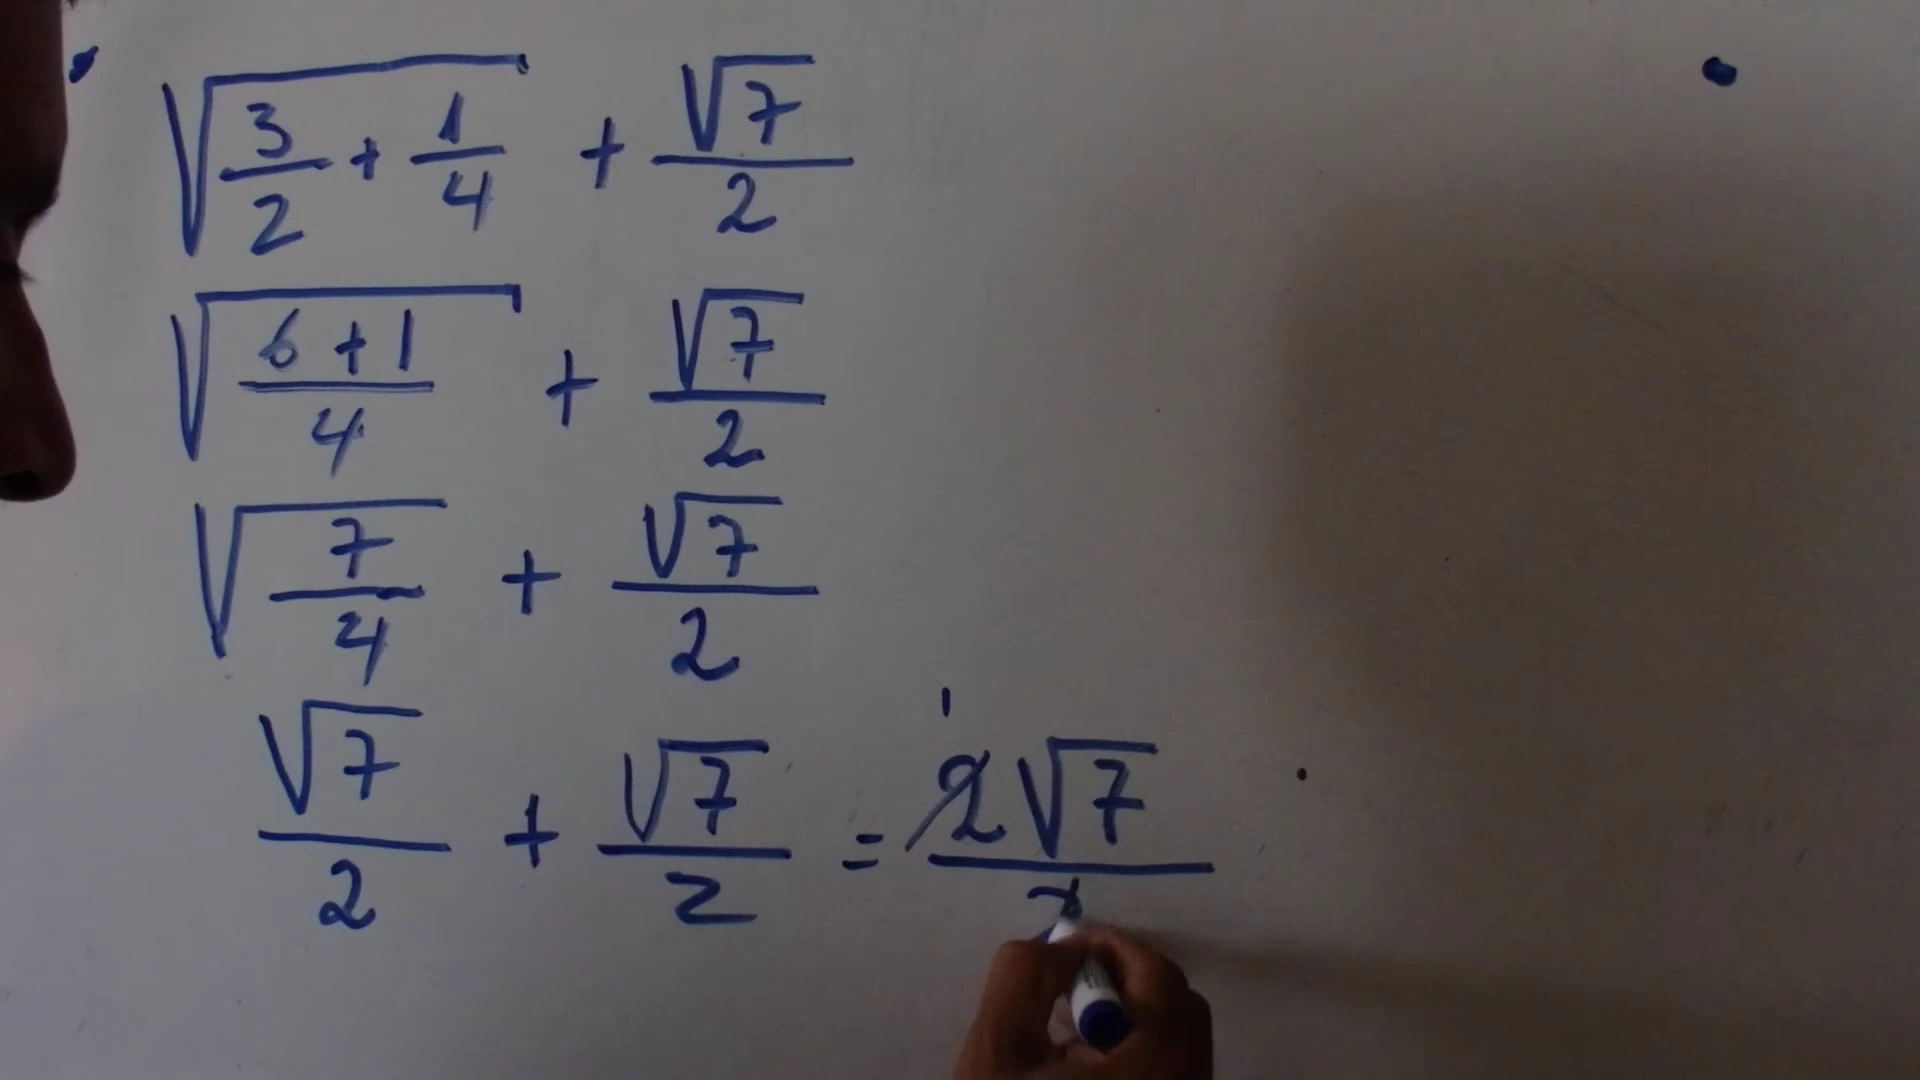 √(3/2 + 1/4) + √7/2
√((6+1)/4) + √7/2
√(7/4) + √7/2
√7/2 + √7/2 = 2√7/2
1